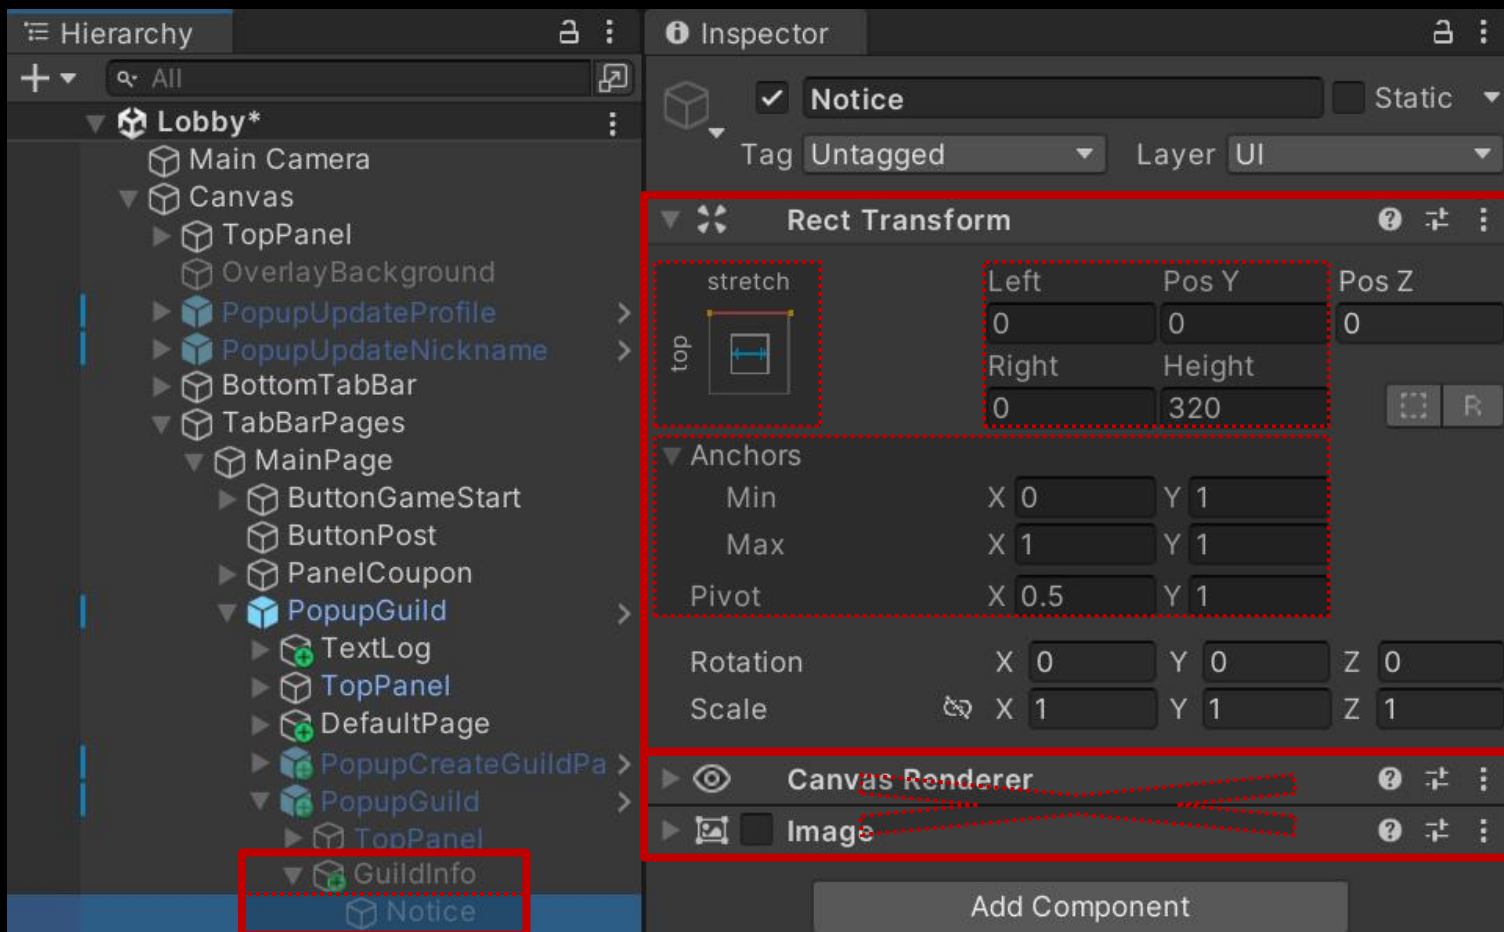 Hierarchy
All
Lobby*
Main Camera
Canvas
TopPanel
OverlayBackground
PopupUpdateProfile
PopupUpdateNickname
BottomTabBar
TabBarPages
MainPage
ButtonGameStart
ButtonPost
PanelCoupon
PopupGuild
TextLog
TopPanel
DefaultPage
PopupCreateGuildPa
PopupGuild
TopPanel
GuildInfo
Notice
Inspector
Notice
Static
Tag Untagged Layer UI
Rect Transform
stretch
top
Left Pos Y Pos Z
0 0 0
Right Height
0 320
R
Anchors
Min X 0 Y 1
Max X 1 Y 1
Pivot X 0.5 Y 1
Rotation X 0 Y 0 Z 0
Scale X 1 Y 1 Z 1
Canvas Renderer
Image
Add Component